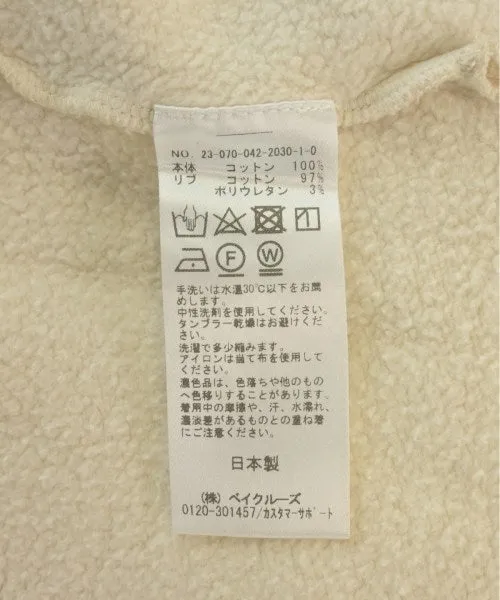 NO. 23-070-042-2030-1-0
本体 コットン 100%
リブ コットン 97%
ポリウレタン 3%
F W
手洗いは水温30℃以下をお薦
めします。
中性洗剤を使用してください。
タンブラー乾燥はお避けくださ
い。
洗濯で多少縮みます。
アイロンは当て布を使用して
ください。
濃色品は、色落ちや他のもの
へ色移りすることがあります。
着用中の摩擦や、汗、水濡れ、
濃淡差があるものとの重ね着
にご注意ください。
日本製
(株) ベイクルーズ
0120-301457/カスタマーサポート